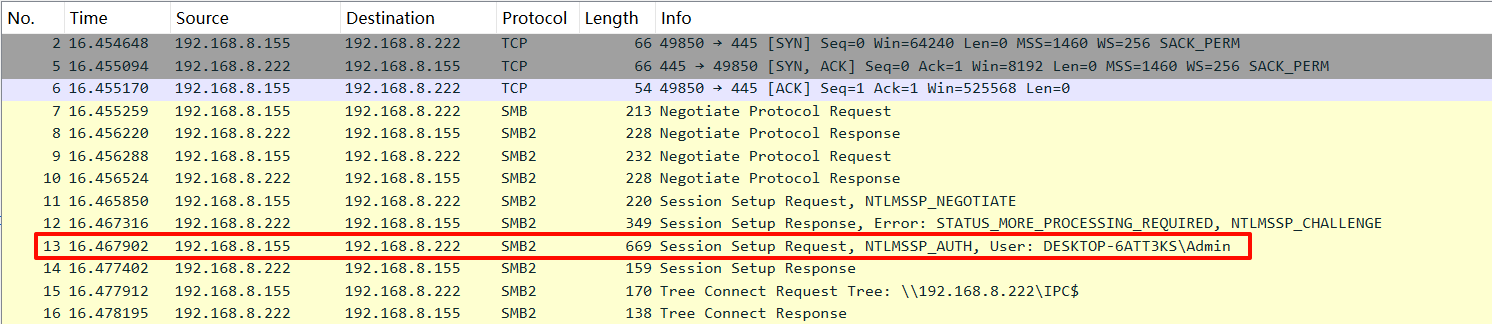 No. Time Source Destination Protocol Length Info
2 16.454648 192.168.8.155 192.168.8.222 TCP 66 49850 → 445 [SYN] Seq=0 Win=64240 Len=0 MSS=1460 WS=256 SACK_PERM
5 16.455094 192.168.8.222 192.168.8.155 TCP 66 445 → 49850 [SYN, ACK] Seq=0 Ack=1 Win=8192 Len=0 MSS=1460 WS=256 SACK_PERM
6 16.455170 192.168.8.155 192.168.8.222 TCP 54 49850 → 445 [ACK] Seq=1 Ack=1 Win=525568 Len=0
7 16.455259 192.168.8.155 192.168.8.222 SMB 213 Negotiate Protocol Request
8 16.456220 192.168.8.222 192.168.8.155 SMB2 228 Negotiate Protocol Response
9 16.456288 192.168.8.155 192.168.8.222 SMB2 232 Negotiate Protocol Request
10 16.456524 192.168.8.222 192.168.8.155 SMB2 228 Negotiate Protocol Response
11 16.465850 192.168.8.155 192.168.8.222 SMB2 220 Session Setup Request, NTLMSSP_NEGOTIATE
12 16.467316 192.168.8.222 192.168.8.155 SMB2 349 Session Setup Response, Error: STATUS_MORE_PROCESSING_REQUIRED, NTLMSSP_CHALLENGE
13 16.467902 192.168.8.155 192.168.8.222 SMB2 669 Session Setup Request, NTLMSSP_AUTH, User: DESKTOP-6ATT3KS\Admin
14 16.477402 192.168.8.222 192.168.8.155 SMB2 159 Session Setup Response
15 16.477912 192.168.8.155 192.168.8.222 SMB2 170 Tree Connect Request Tree: \\192.168.8.222\IPC$
16 16.478195 192.168.8.222 192.168.8.155 SMB2 138 Tree Connect Response